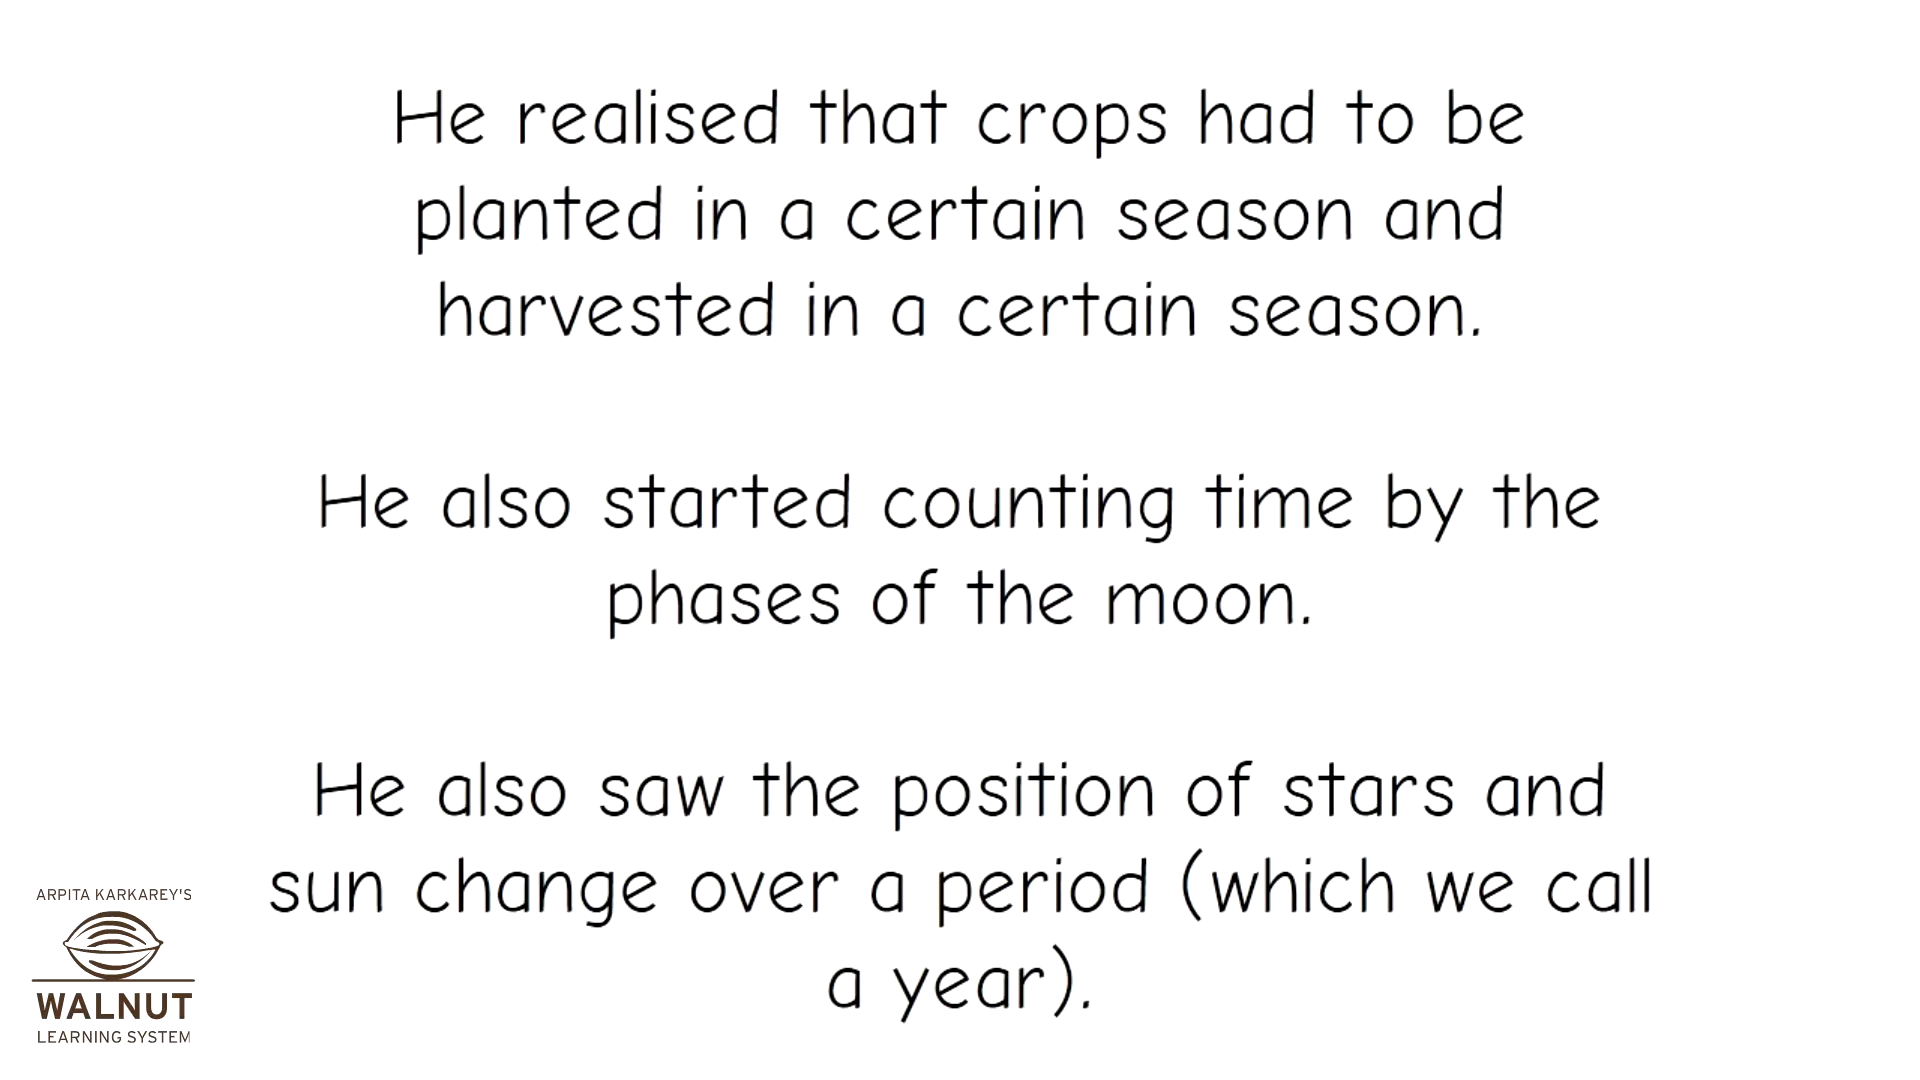 He realised that crops had to be
planted in a certain season and
harvested in a certain season.
He also started counting time by the
phases of the moon.
He also saw the position of stars and
sun change over a period (which we call
a year).
ARPITA KARKAREY'S
WALNUT
LEARNING SYSTEM